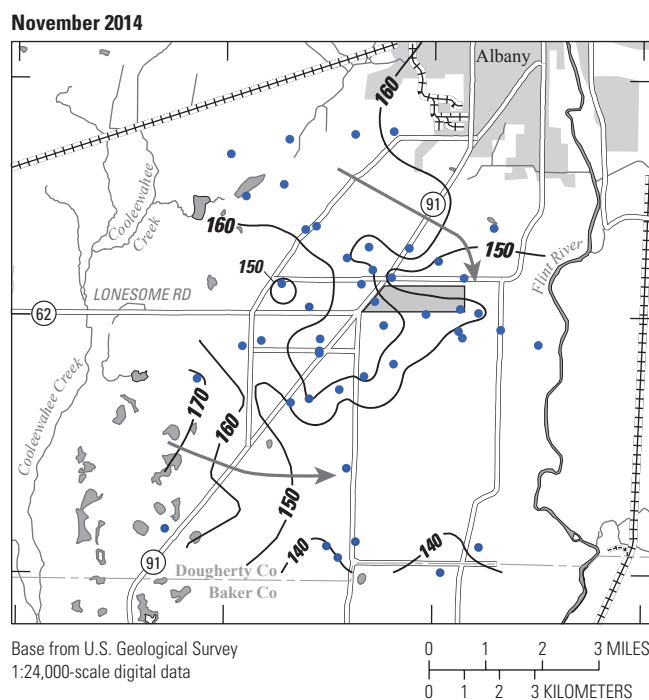 November 2014
Albany
160
Cooleewahee
Creek
91
160
150
150
Flint River
LONESOME RD
62
Cooleewahee Creek
170
160
150
140
140
91
Dougherty Co
Baker Co
Base from U.S. Geological Survey
1:24,000-scale digital data
0 1 2 3 MILES
0 1 2 3 KILOMETERS